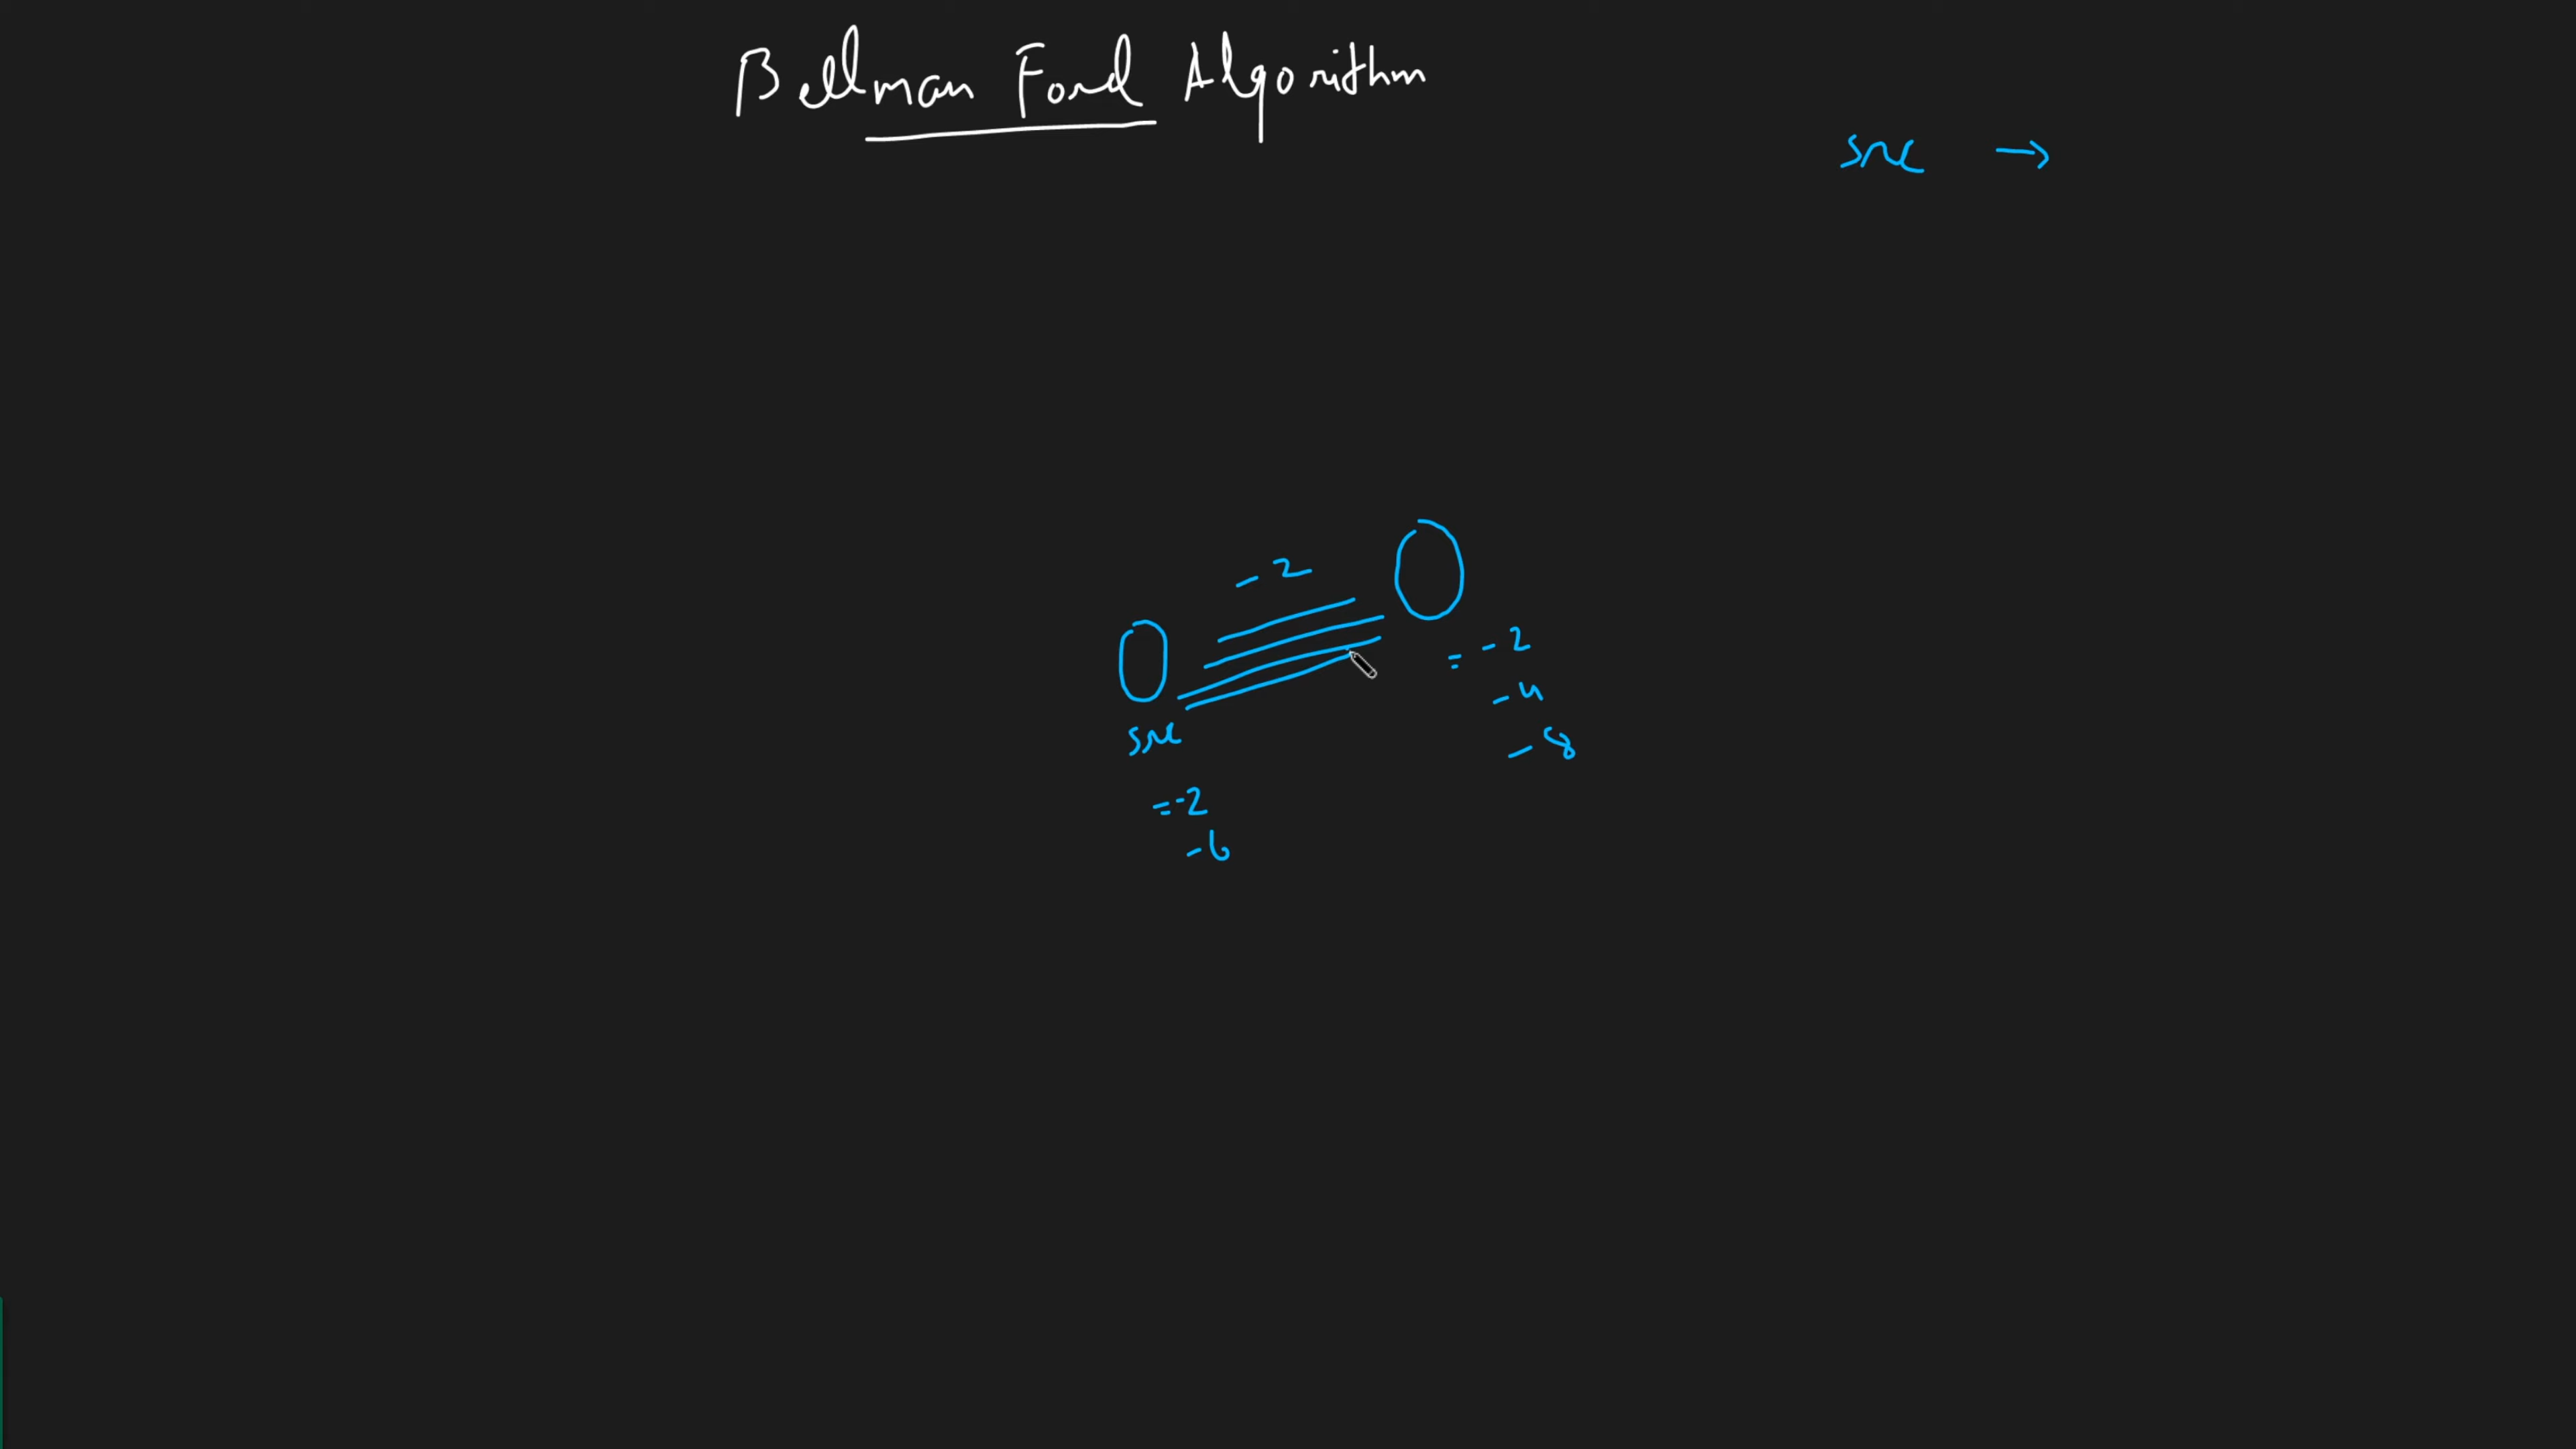 Bellman Ford Algorithm
src →
-2
= -2
-4
-8
src
= -2
-6